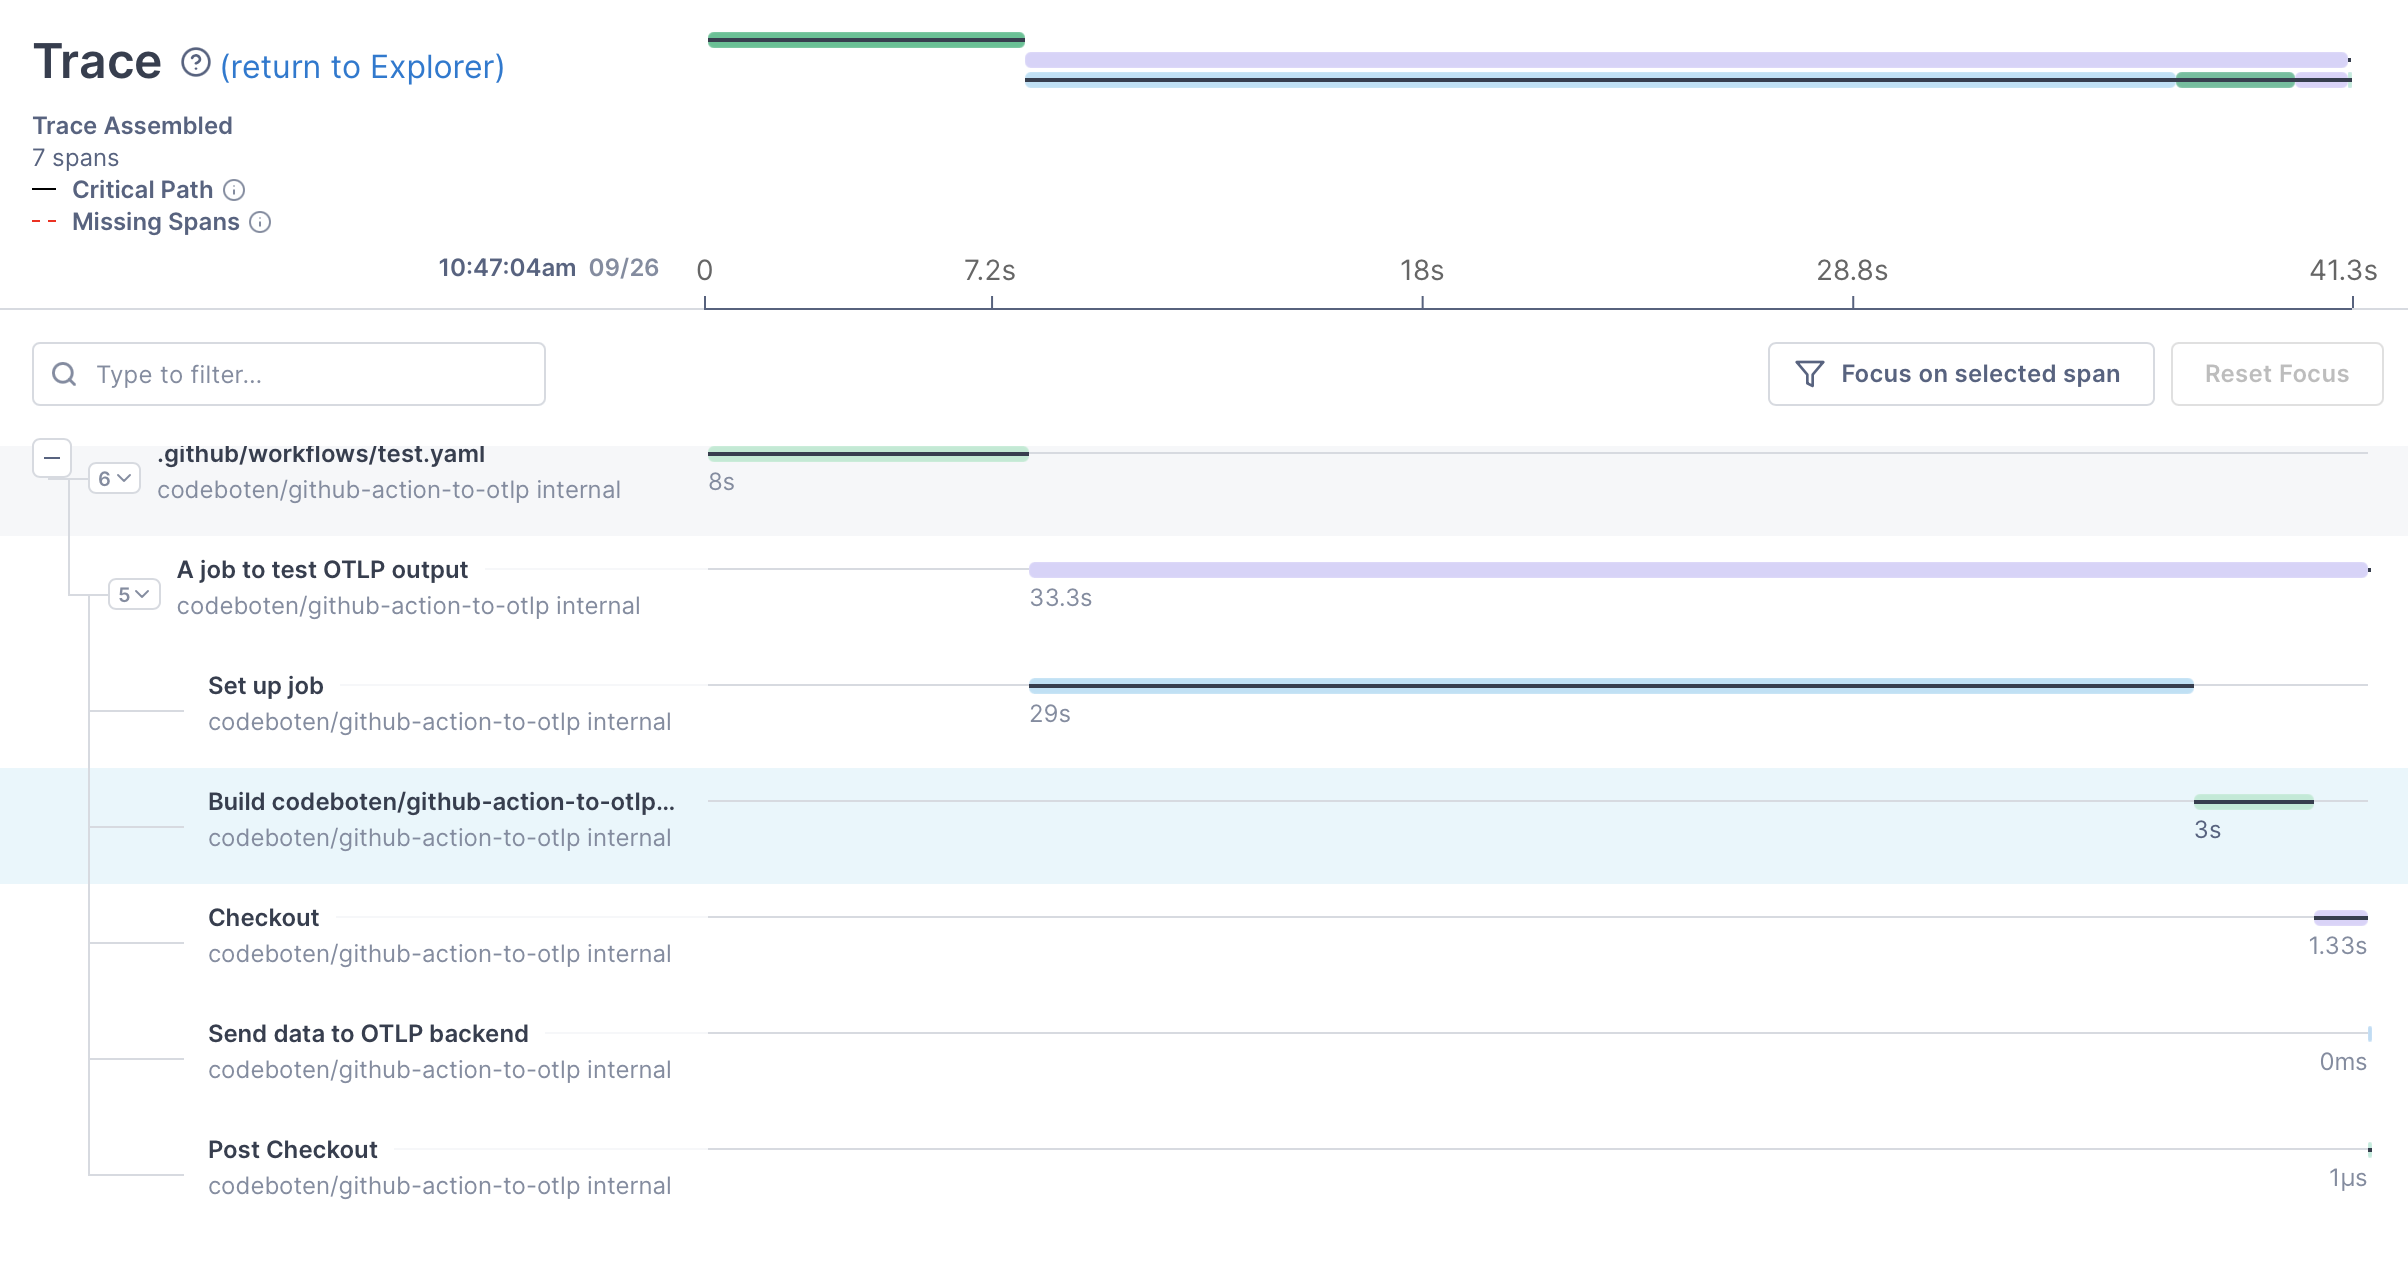 Trace ? (return to Explorer)
Trace Assembled
7 spans
Critical Path
Missing Spans
10:47:04am 09/26 0 7.2s 18s 28.8s 41.3s
Type to filter... Focus on selected span Reset Focus
.github/workflows/test.yaml
6 codeboten/github-action-to-otlp internal 8s
A job to test OTLP output
5 codeboten/github-action-to-otlp internal 33.3s
Set up job
codeboten/github-action-to-otlp internal 29s
Build codeboten/github-action-to-otlp...
codeboten/github-action-to-otlp internal 3s
Checkout
codeboten/github-action-to-otlp internal 1.33s
Send data to OTLP backend
codeboten/github-action-to-otlp internal 0ms
Post Checkout
codeboten/github-action-to-otlp internal 1µs